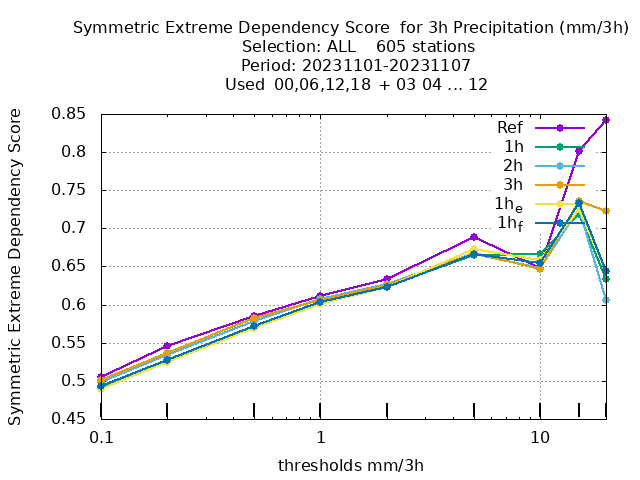 Symmetric Extreme Dependency Score for 3h Precipitation (mm/3h)
Selection: ALL 605 stations
Period: 20231101-20231107
Used 00,06,12,18 + 03 04 ... 12
Symmetric Extreme Dependency Score
0.85
0.8
0.75
0.7
0.65
0.6
0.55
0.5
0.45
Ref
1h
2h
3h
1he
1hf
0.1
1
10
thresholds mm/3h